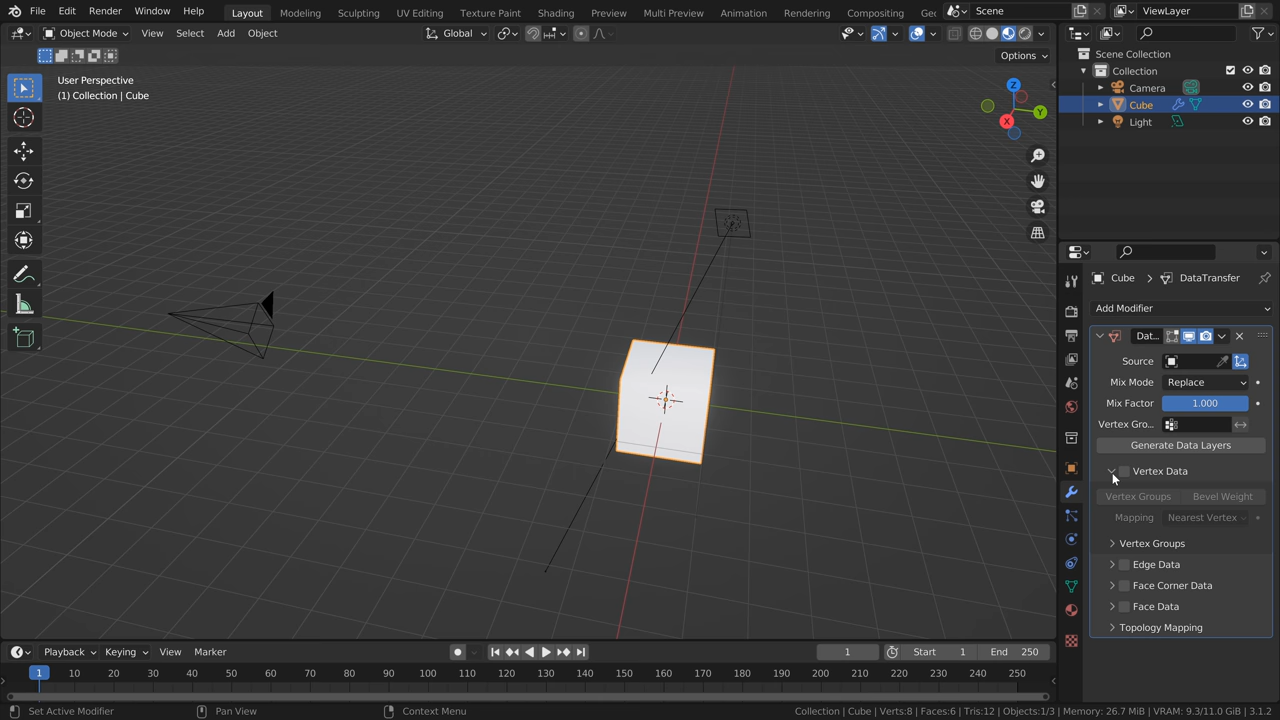 File Edit Render Window Help Layout Modeling Sculpting UV Editing Texture Paint Shading Preview Multi Preview Animation Rendering Compositing Scene ViewLayer
Object Mode View Select Add Object Global
Options
User Perspective
(1) Collection | Cube
Z
Y
X
Scene Collection
Collection
Camera
Cube
Light
Cube DataTransfer
Add Modifier
Dat...
Source
Mix Mode Replace
Mix Factor 1.000
Vertex Gro...
Generate Data Layers
Vertex Data
Vertex Groups Bevel Weight
Mapping Nearest Vertex
Vertex Groups
Edge Data
Face Corner Data
Face Data
Topology Mapping
Playback Keying View Marker 1 Start 1 End 250
1 10 20 30 40 50 60 70 80 90 100 110 120 130 140 150 160 170 180 190 200 210 220 230 240 250
Set Active Modifier Pan View Context Menu Collection | Cube | Verts:8 | Faces:6 | Tris:12 | Objects:1/3 | Memory: 26.7 MiB | VRAM: 9.3/11.0 GiB | 3.1.2